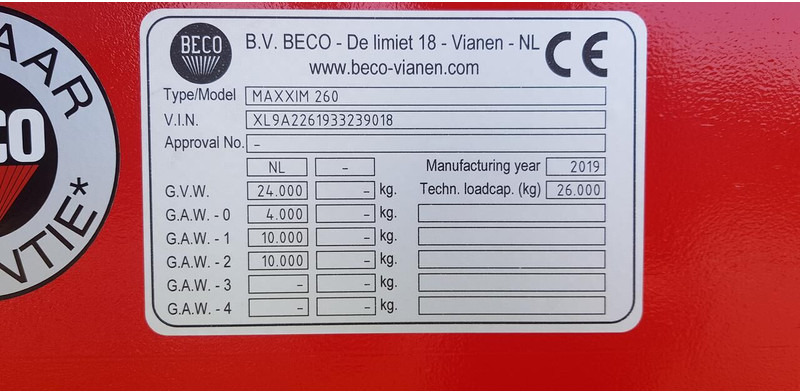 AAR
CO
NTIE*
BECO
B.V. BECO - De limiet 18 - Vianen - NL CE
www.beco-vianen.com
Type/Model MAXXIM 260
V.I.N. XL9A2261933239018
Approval No. -
NL - Manufacturing year 2019
G.V.W. 24.000 - kg. Techn. loadcap. (kg) 26.000
G.A.W. - 0 4.000 - kg.
G.A.W. - 1 10.000 - kg.
G.A.W. - 2 10.000 - kg.
G.A.W. - 3 - - kg.
G.A.W. - 4 - - kg.